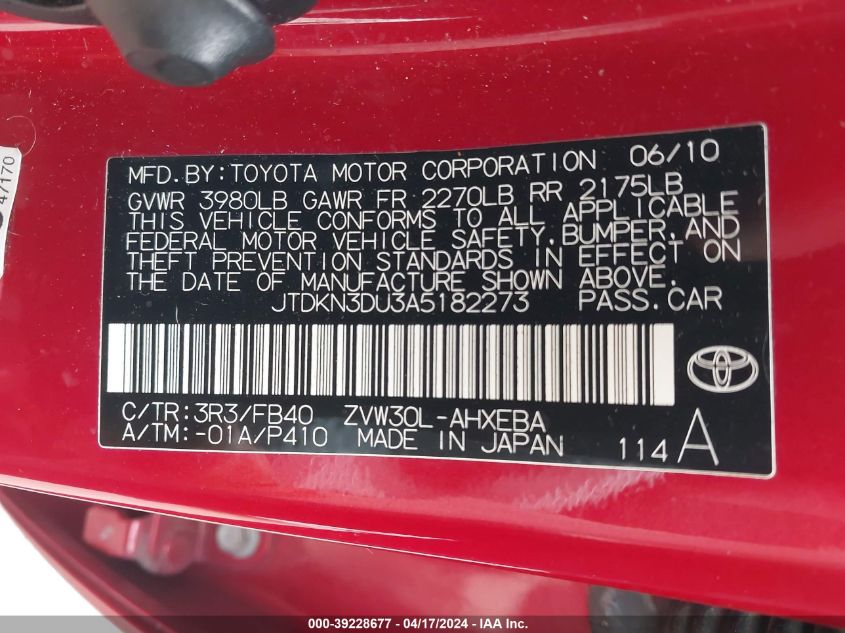 47170
MFD.BY:TOYOTA MOTOR CORPORATION 06/10
GVWR 3980LB GAWR FR 2270LB RR 2175LB
THIS VEHICLE CONFORMS TO ALL APPLICABLE
FEDERAL MOTOR VEHICLE SAFETY,BUMPER,AND
THEFT PREVENTION STANDARDS IN EFFECT ON
THE DATE OF MANUFACTURE SHOWN ABOVE.
JTDKN3DU3A5182273 PASS.CAR
C/TR:3R3/FB40 ZVW30L-AHXEBA
A/TM:-01A/P410 MADE IN JAPAN 114 A
000-39228677 - 04/17/2024 - IAA Inc.